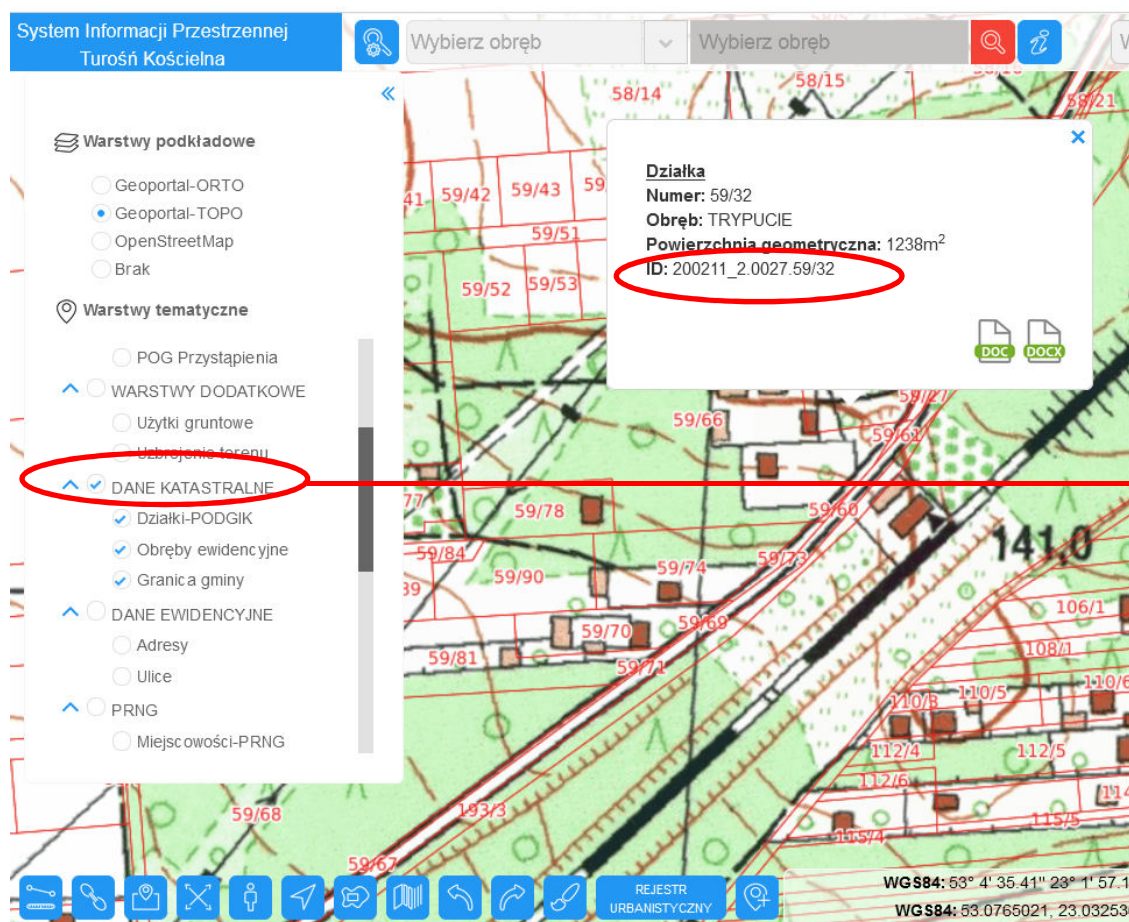 System Informacji Przestrzennej
Turośń Kościelna
Wybierz obręb
Wybierz obręb
Warstwy podkładowe
Geoportal-ORTO
Geoportal-TOPO
OpenStreetMap
Brak
Warstwy tematyczne
POG Przystąpienia
WARSTWY DODATKOWE
Użytki gruntowe
Uzbrojenie terenu
DANE KATASTRALNE
Działki-PODGIK
Obręby ewidencyjne
Granica gminy
DANE EWIDENCYJNE
Adresy
Ulice
PRNG
Miejscowości-PRNG
Działka
Numer: 59/32
Obręb: TRYPUCIE
Powierzchnia geometryczna: 1238m²
ID: 200211_2.0027.59/32
DOC DOCX
58/14
58/15
58/21
59/42
59/43
59/51
59/52
59/53
59/66
59/61
59/78
59/60
59/84
59/90
59/74
59/73
141,0
59/70
59/69
59/81
59/71
106/1
108/1
110/3
110/5
110/6
112/4
112/5
112/6
115/4
115/5
59/68
193/3
59/67
REJESTR
URBANISTYCZNY
WGS84: 53° 4' 35.41" 23° 1' 57.1
WGS84: 53.0765021, 23.03253